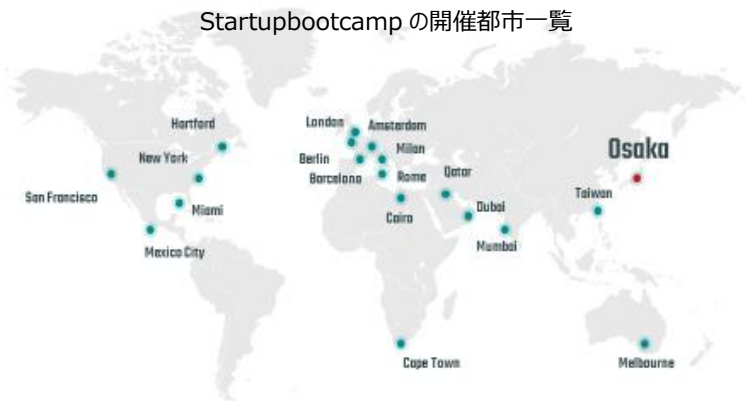 Startupbootcamp の開催都市一覧
Hartford
London
Amsterdam
New York
Berlin
Milan
Osaka
Barcelona
Rome
Qatar
San Francisco
Miami
Cairo
Dubai
Taiwan
Mexico City
Mumbai
Cape Town
Melbourne